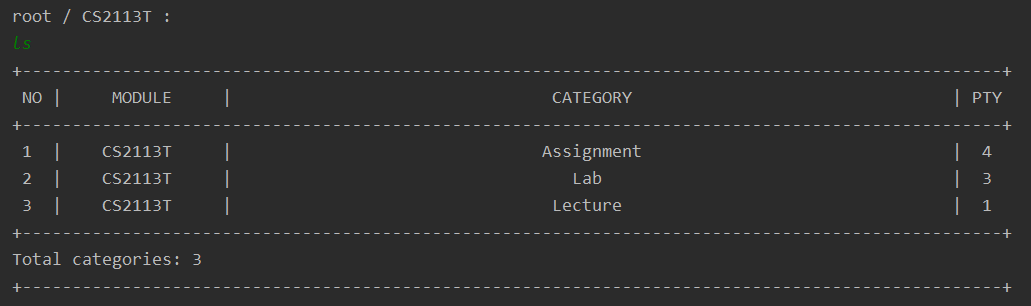 root / CS2113T :
ls
+--------------------------------------------------------------------------------------------------+
NO |     MODULE     |                                CATEGORY                                | PTY
+--------------------------------------------------------------------------------------------------+
1  |    CS2113T     |                               Assignment                               |  4
2  |    CS2113T     |                                  Lab                                   |  3
3  |    CS2113T     |                                Lecture                                 |  1
+--------------------------------------------------------------------------------------------------+
Total categories: 3
+--------------------------------------------------------------------------------------------------+